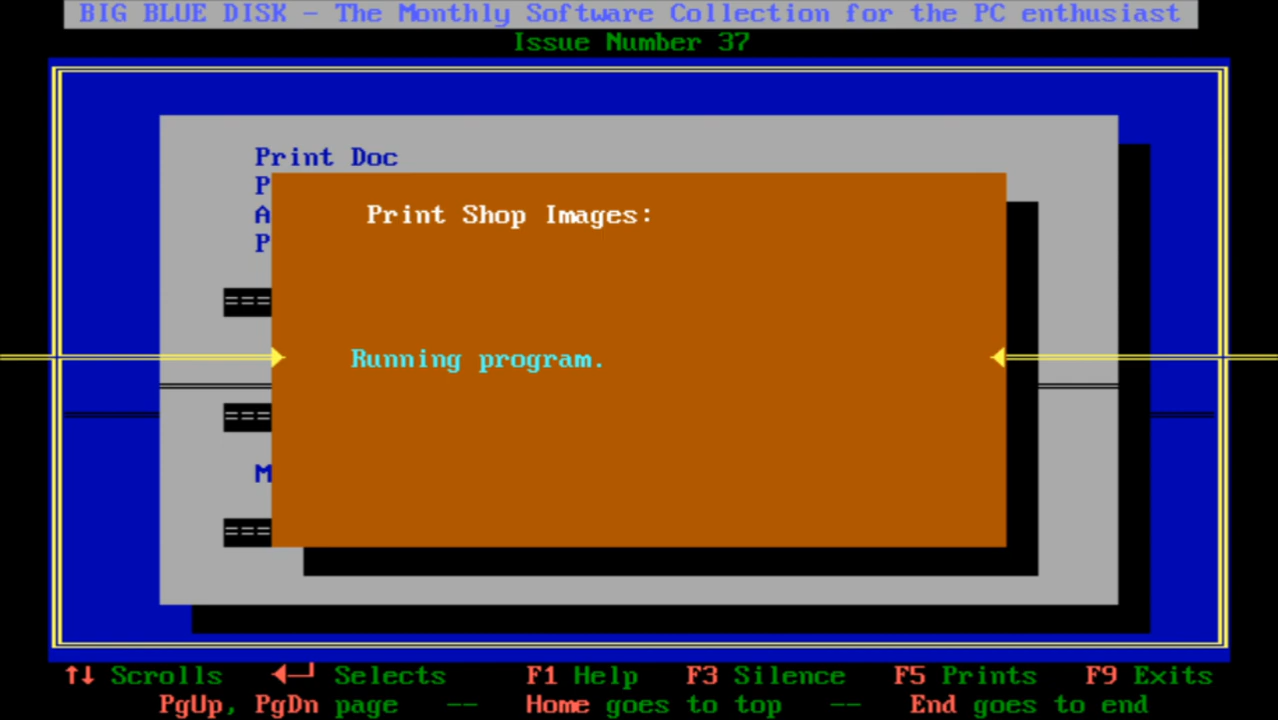 BIG BLUE DISK - The Monthly Software Collection for the PC enthusiast
Issue Number 37
Print Doc
P
Print Shop Images:
A
P
===
Running program.
===
M
===
↑↓ Scrolls ◄─┘ Selects F1 Help F3 Silence F5 Prints F9 Exits
PgUp, PgDn page -- Home goes to top -- End goes to end